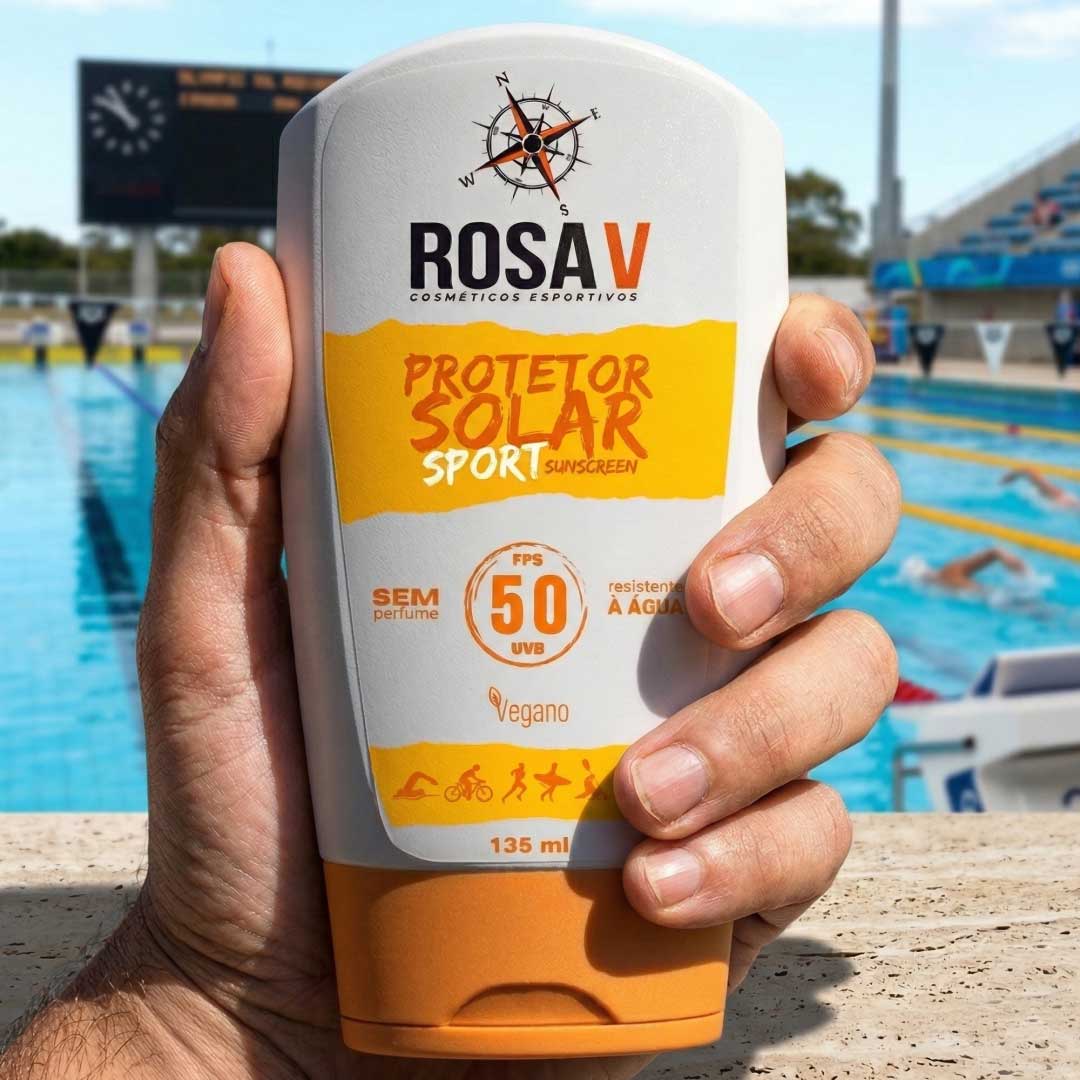 N
E
W
S
ROSA V
COSMÉTICOS ESPORTIVOS
PROTETOR
SOLAR
SPORT SUNSCREEN
SEM
perfume
FPS
50
UVB
resistente
À ÁGUA
Vegano
135 ml